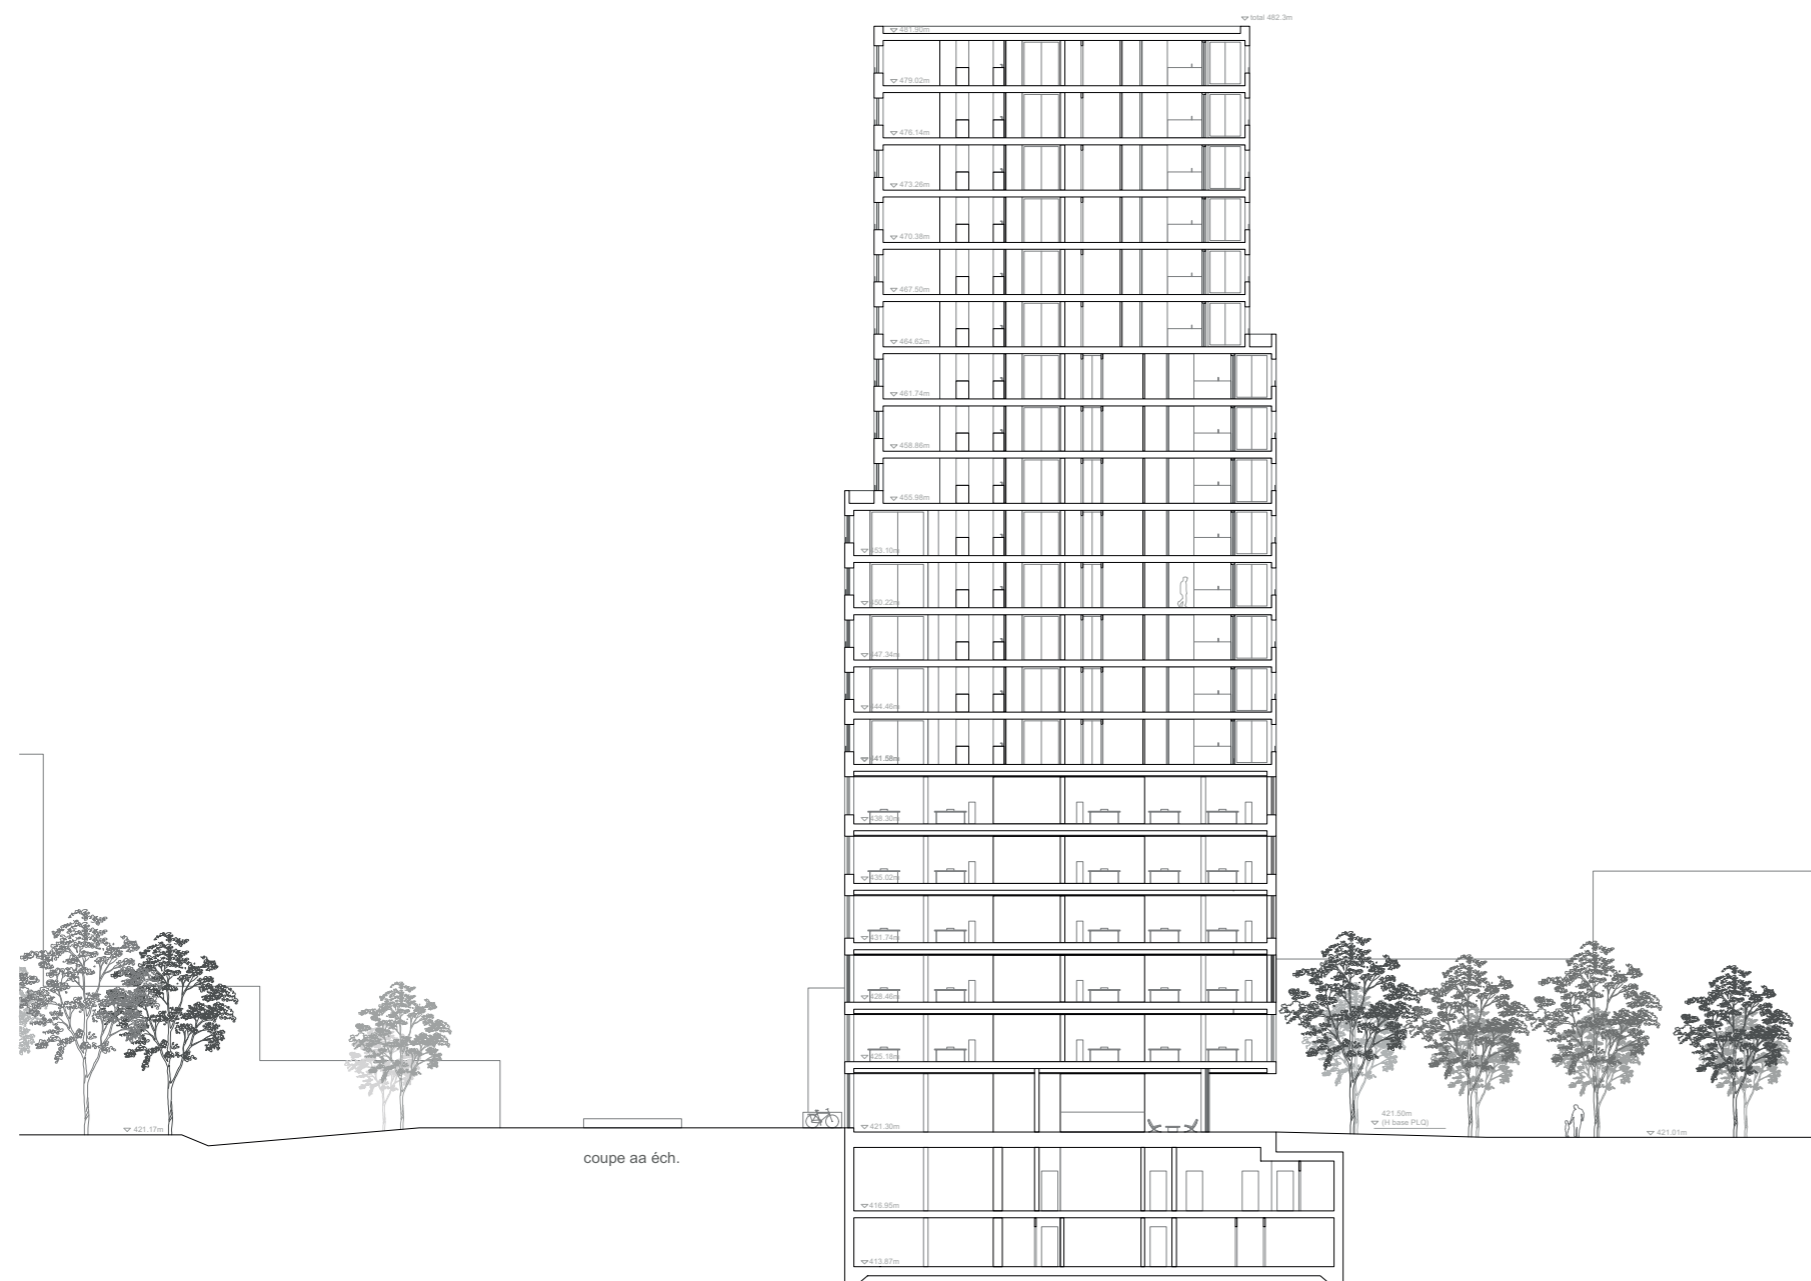 total 482.3m
481.90m
479.02m
476.14m
473.26m
470.38m
467.50m
464.62m
461.74m
458.86m
455.98m
453.10m
450.22m
447.34m
444.46m
441.58m
438.30m
435.02m
431.74m
428.46m
425.18m
421.50m
(H base PLQ)
421.17m
421.30m
421.01m
coupe aa éch.
416.95m
413.87m